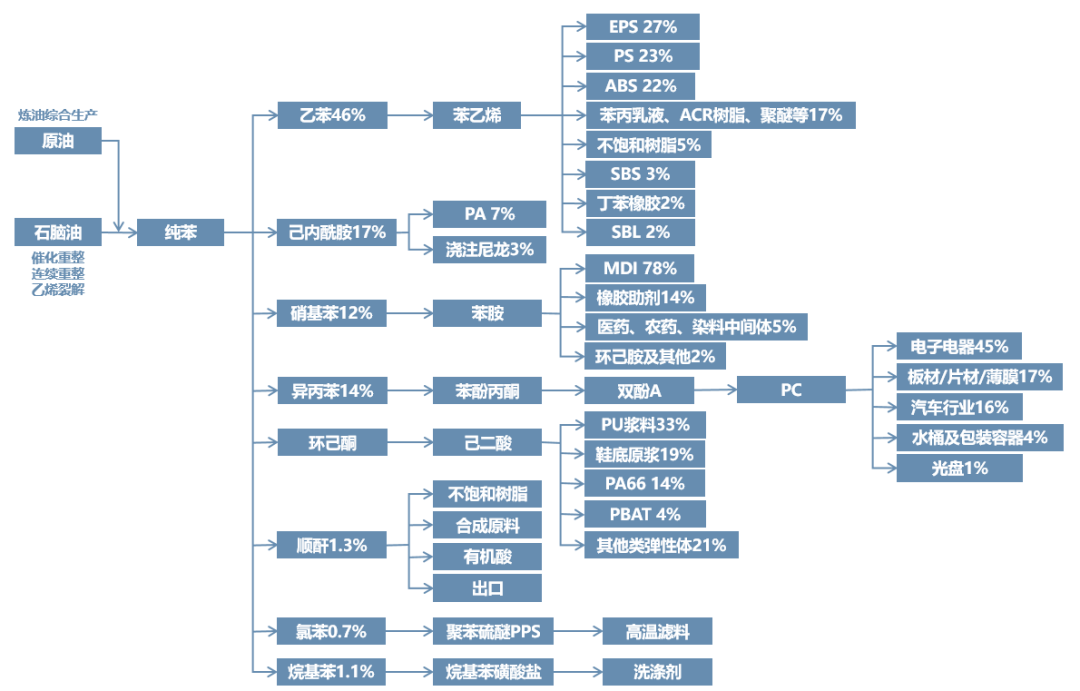 炼油综合生产
原油
石脑油
催化重整
连续重整
乙烯裂解
纯苯
乙苯46%
苯乙烯
EPS 27%
PS 23%
ABS 22%
苯丙乳液、ACR树脂、聚醚等17%
不饱和树脂5%
SBS 3%
丁苯橡胶2%
SBL 2%
己内酰胺17%
PA 7%
浇注尼龙3%
硝基苯12%
苯胺
MDI 78%
橡胶助剂14%
医药、农药、染料中间体5%
环己胺及其他2%
异丙苯14%
苯酚丙酮
双酚A
PC
电子电器45%
板材/片材/薄膜17%
汽车行业16%
水桶及包装容器4%
光盘1%
环己酮
己二酸
PU浆料33%
鞋底原浆19%
PA66 14%
PBAT 4%
其他类弹性体21%
顺酐1.3%
不饱和树脂
合成原料
有机酸
出口
氯苯0.7%
聚苯硫醚PPS
高温滤料
烷基苯1.1%
烷基苯磺酸盐
洗涤剂